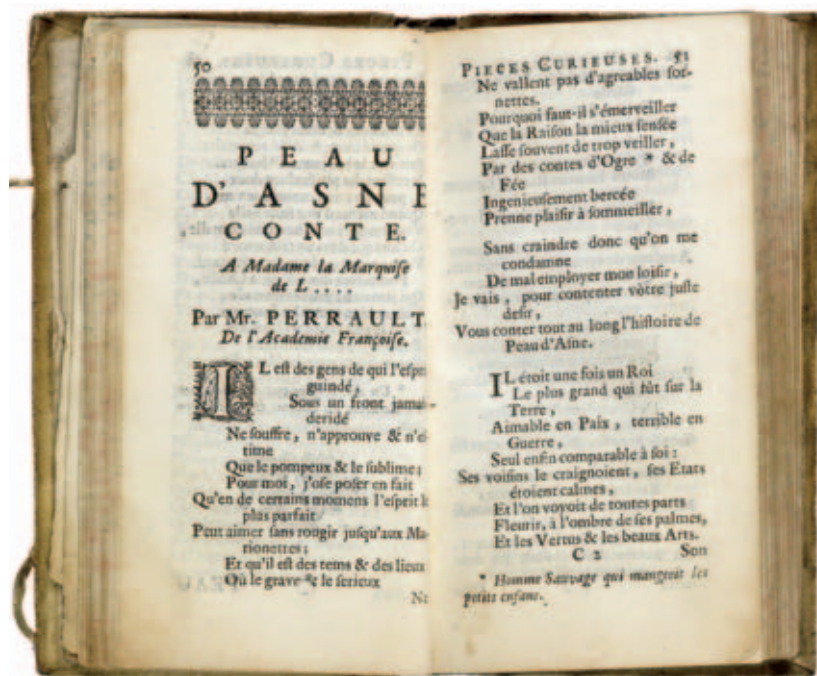 50
PEAU
D'ASNE
CONTE.
A Madame la Marquise
de L....
Par Mr. PERRAULT.
De l'Academie Françoise.
IL est des gens de qui l'espri
guindé,
Sous un front jamai
deridé
Ne souffre, n'approuve & n'es
time
Que le pompeux & le sublime;
Pour moi, j'ose poser en fait
Qu'en de certains momens l'esprit l
plus parfait
Peut aimer sans rougir jusqu'aux Ma
rionettes;
Et qu'il est des tems & des lieux
Où le grave & le serieux
PIECES CURIEUSES. 51
Ne vallent pas d'agreables sor-
nettes.
Pourquoi faut-il s'émerveiller
Que la Raison la mieux sensée
Lasse souvent de trop veiller,
Par des contes d'Ogre * & de
Fée
Ingenieusement bercée
Prenne plaisir à sommeiller,
Sans craindre donc qu'on me
condamne
De mal employer mon loisir,
Je vais, pour contenter vôtre juste
desir,
Vous conter tout au long l'histoire de
Peau d'Asne.
IL étoit une fois un Roi
Le plus grand qui fût sur la
Terre,
Aimable en Paix, terrible en
Guerre,
Seul enfin comparable à soi:
Ses voisins le craignoient, ses Etats
étoient calmes,
Et l'on voyoit de toutes parts
Fleurir, à l'ombre de ses palmes,
Et les Vertus & les beaux Arts.
C 2 Son
* Homme Sauvage qui mangeoit les
petits enfans.